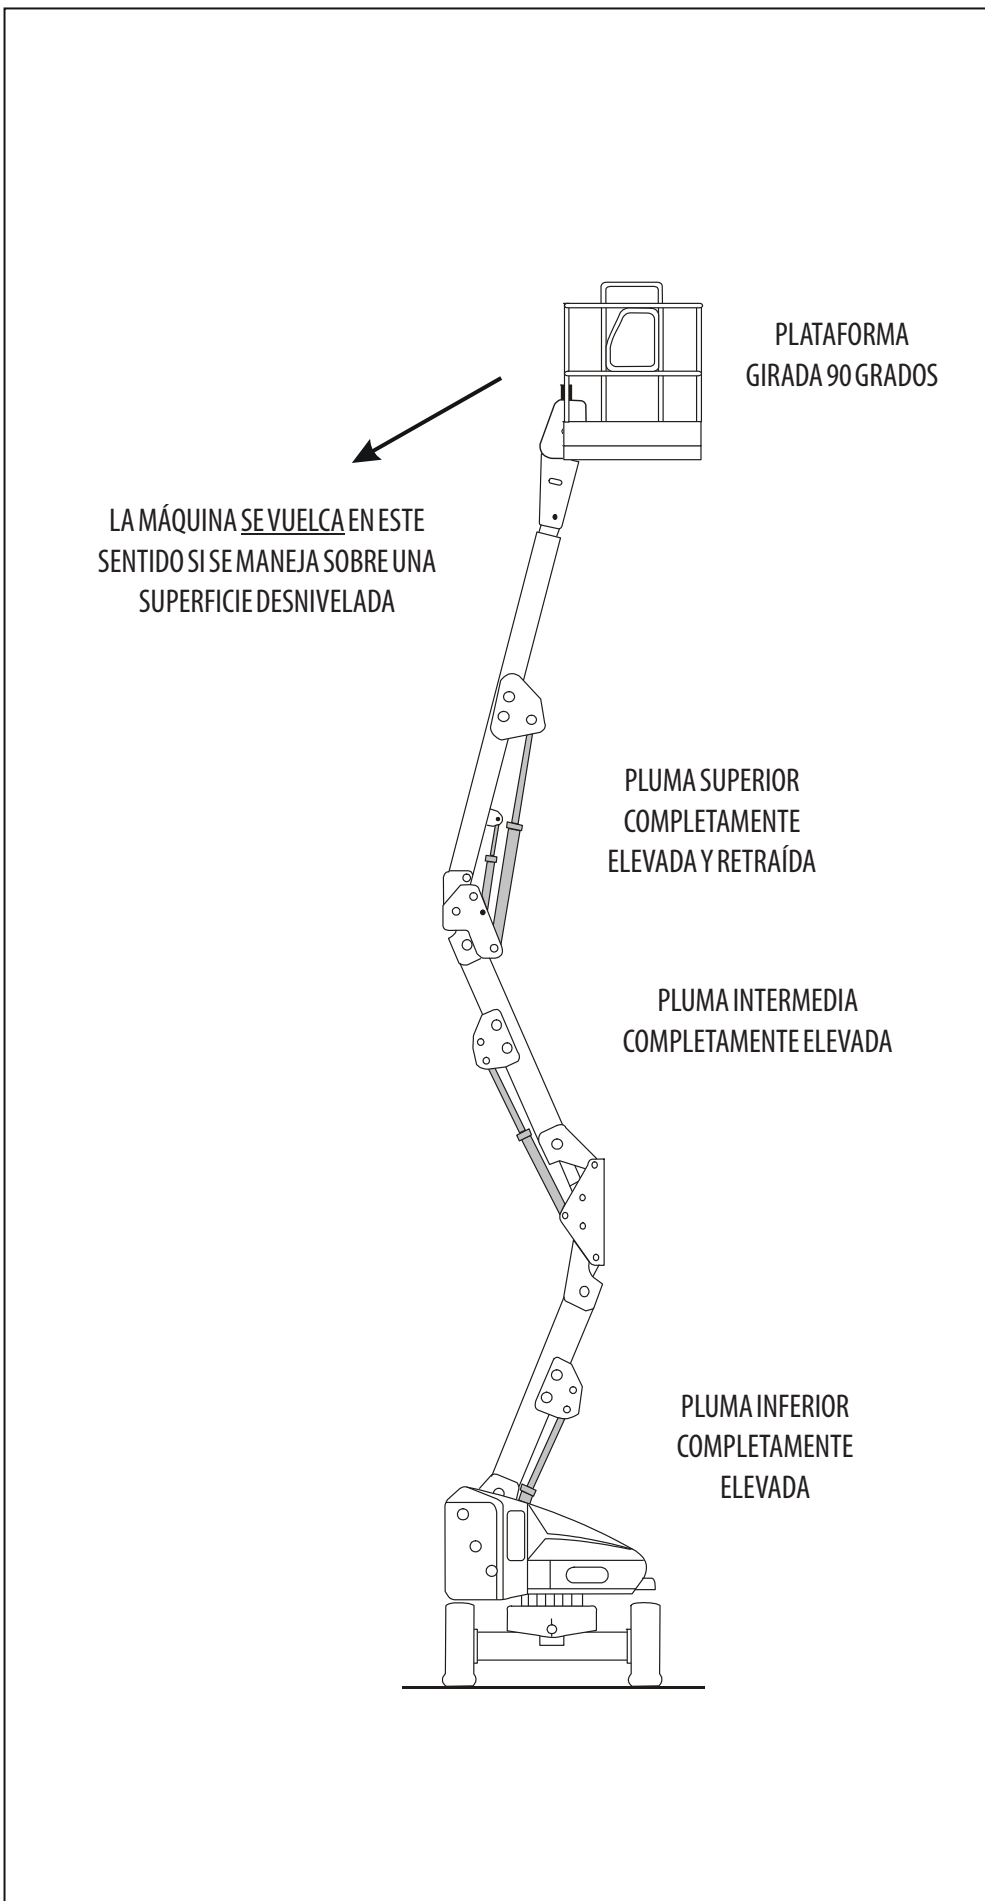 PLATAFORMA
GIRADA 90 GRADOS
LA MÁQUINA SE VUELCA EN ESTE
SENTIDO SI SE MANEJA SOBRE UNA
SUPERFICIE DESNIVELADA
PLUMA SUPERIOR
COMPLETAMENTE
ELEVADA Y RETRAÍDA
PLUMA INTERMEDIA
COMPLETAMENTE ELEVADA
PLUMA INFERIOR
COMPLETAMENTE
ELEVADA